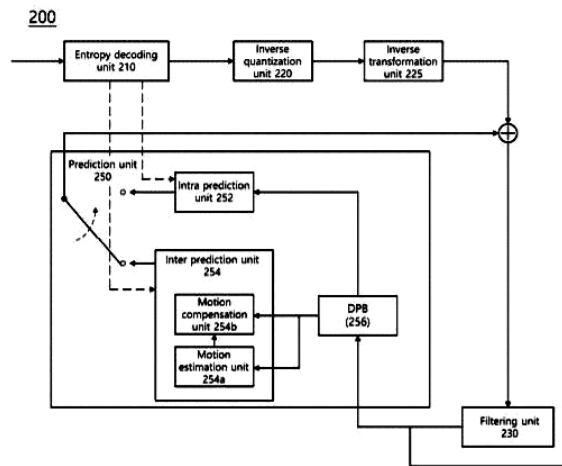 200
Entropy decoding
unit 210
Inverse
quantization
unit 220
Inverse
transformation
unit 225
Prediction unit
250
Intra prediction
unit 252
Inter prediction unit
254
Motion
compensation
unit 254b
Motion
estimation unit
254a
DPB
(256)
Filtering unit
230